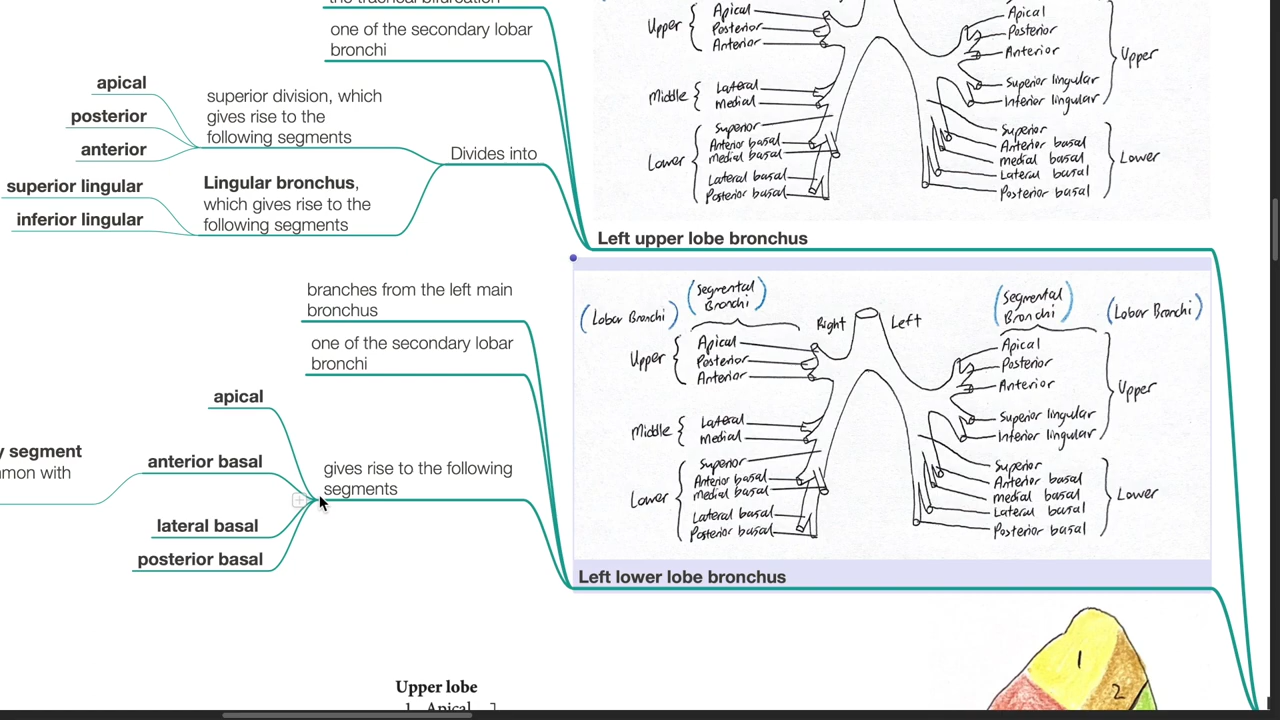 the tracheal bifurcation
one of the secondary lobar
bronchi
apical
posterior
anterior
superior division, which
gives rise to the
following segments
Divides into
superior lingular
inferior lingular
Lingular bronchus,
which gives rise to the
following segments
Upper
Apical
Posterior
Anterior
Middle
Lateral
Medial
Lower
Superior
Anterior basal
medial basal
Lateral basal
Posterior basal
Apical
Posterior
Anterior
Superior lingular
Inferior lingular
Upper
Superior
Anterior basal
medial basal
Lateral basal
Posterior basal
Lower
Left upper lobe bronchus
branches from the left main
bronchus
one of the secondary lobar
bronchi
apical
y segment
mmon with
anterior basal
lateral basal
posterior basal
gives rise to the following
segments
(Lobar Bronchi)
(Segmental
Bronchi)
Right
Left
(Segmental
Bronchi)
(Lobar Bronchi)
Upper
Apical
Posterior
Anterior
Middle
Lateral
Medial
Lower
Superior
Anterior basal
medial basal
Lateral basal
Posterior basal
Apical
Posterior
Anterior
Superior lingular
Inferior lingular
Upper
Superior
Anterior basal
medial basal
Lateral basal
Posterior basal
Lower
Left lower lobe bronchus
Upper lobe
1. Apical
1
2